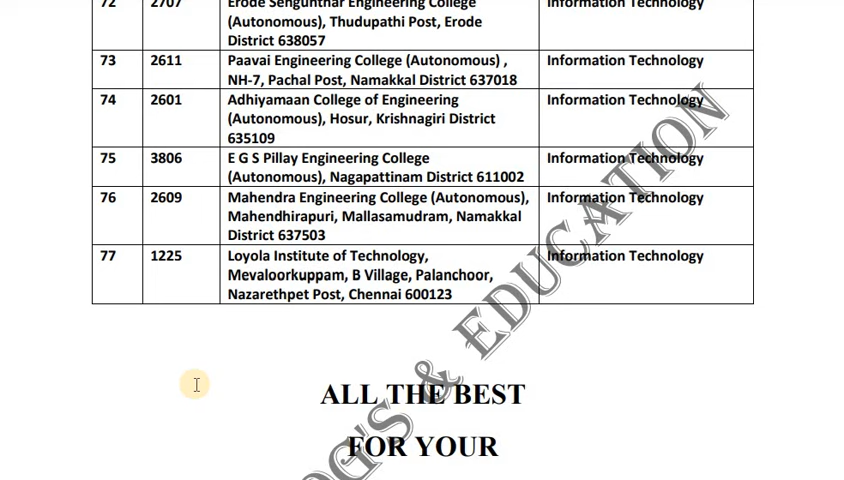 72 2707 Erode Sengunthar Engineering College Information Technology
(Autonomous), Thudupathi Post, Erode
District 638057
73 2611 Paavai Engineering College (Autonomous) , Information Technology
NH-7, Pachal Post, Namakkal District 637018
74 2601 Adhiyamaan College of Engineering Information Technology
(Autonomous), Hosur, Krishnagiri District
635109
75 3806 E G S Pillay Engineering College Information Technology
(Autonomous), Nagapattinam District 611002
76 2609 Mahendra Engineering College (Autonomous), Information Technology
Mahendhirapuri, Mallasamudram, Namakkal
District 637503
77 1225 Loyola Institute of Technology, Information Technology
Mevaloorkuppam, B Village, Palanchoor,
Nazarethpet Post, Chennai 600123
& EDUCATION
ALL THE BEST
FOR YOUR